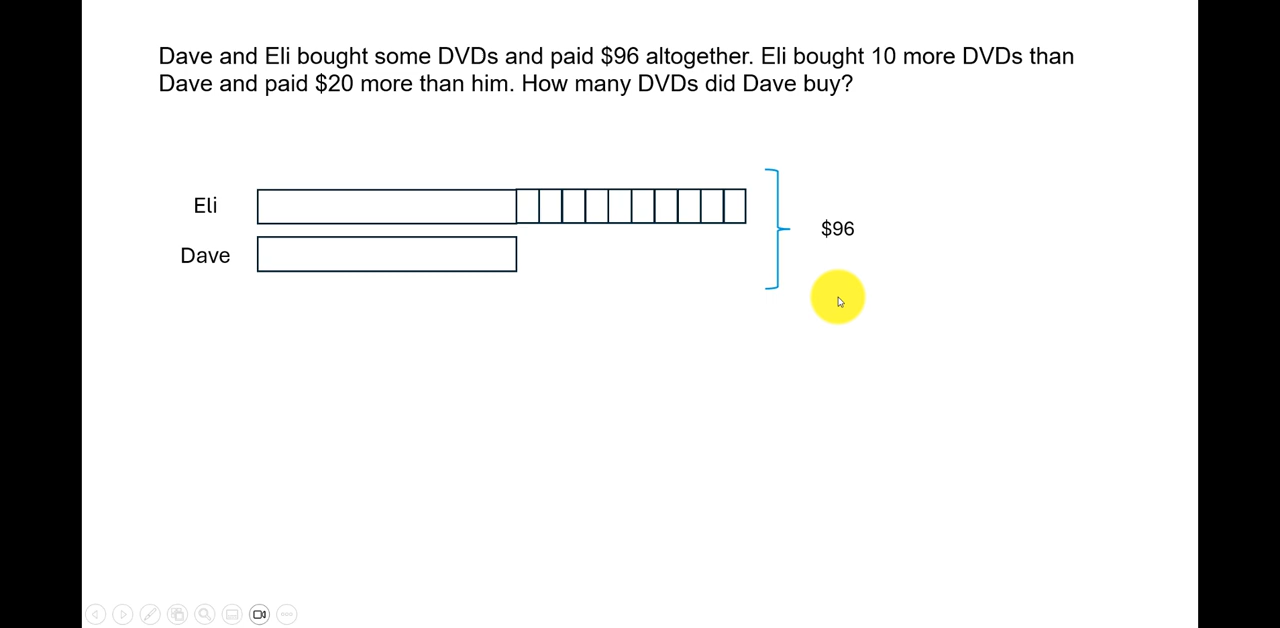 Dave and Eli bought some DVDs and paid $96 altogether. Eli bought 10 more DVDs than
Dave and paid $20 more than him. How many DVDs did Dave buy?
Eli
Dave
$96